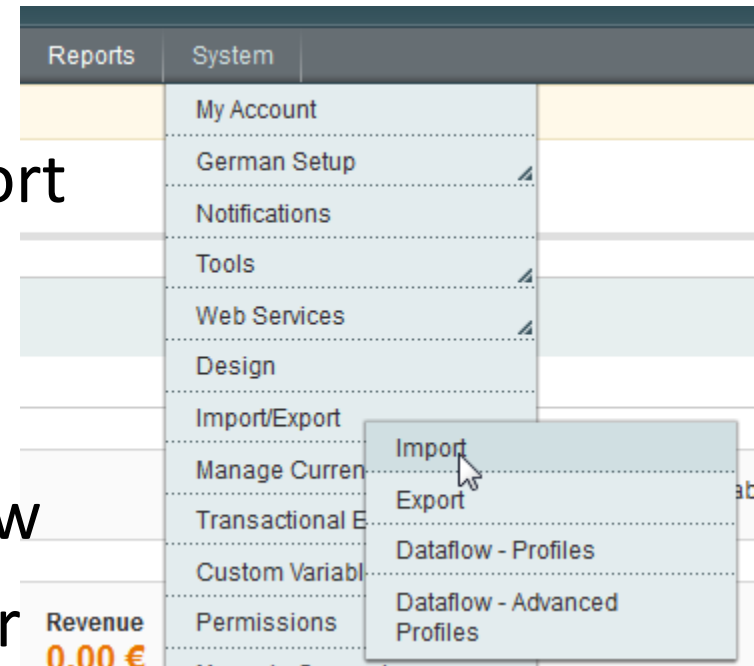 Reports System
My Account
ort
German Setup
Notifications
Tools
Web Services
Design
Import/Export
Import
Manage Curren
ab
Export
w
Transactional E
Dataflow - Profiles
Custom Variabl
Dataflow - Advanced
Profiles
r
Revenue
Permissions
0,00 €